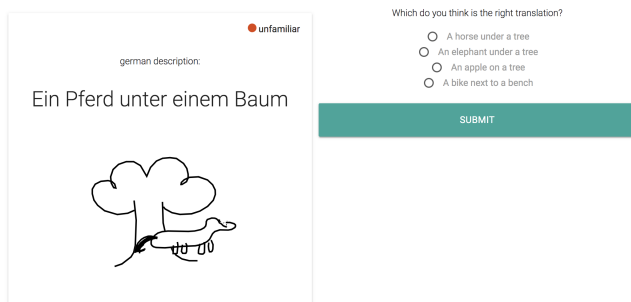 unfamiliar
german description:
Ein Pferd unter einem Baum
Which do you think is the right translation?
A horse under a tree
An elephant under a tree
An apple on a tree
A bike next to a bench
SUBMIT